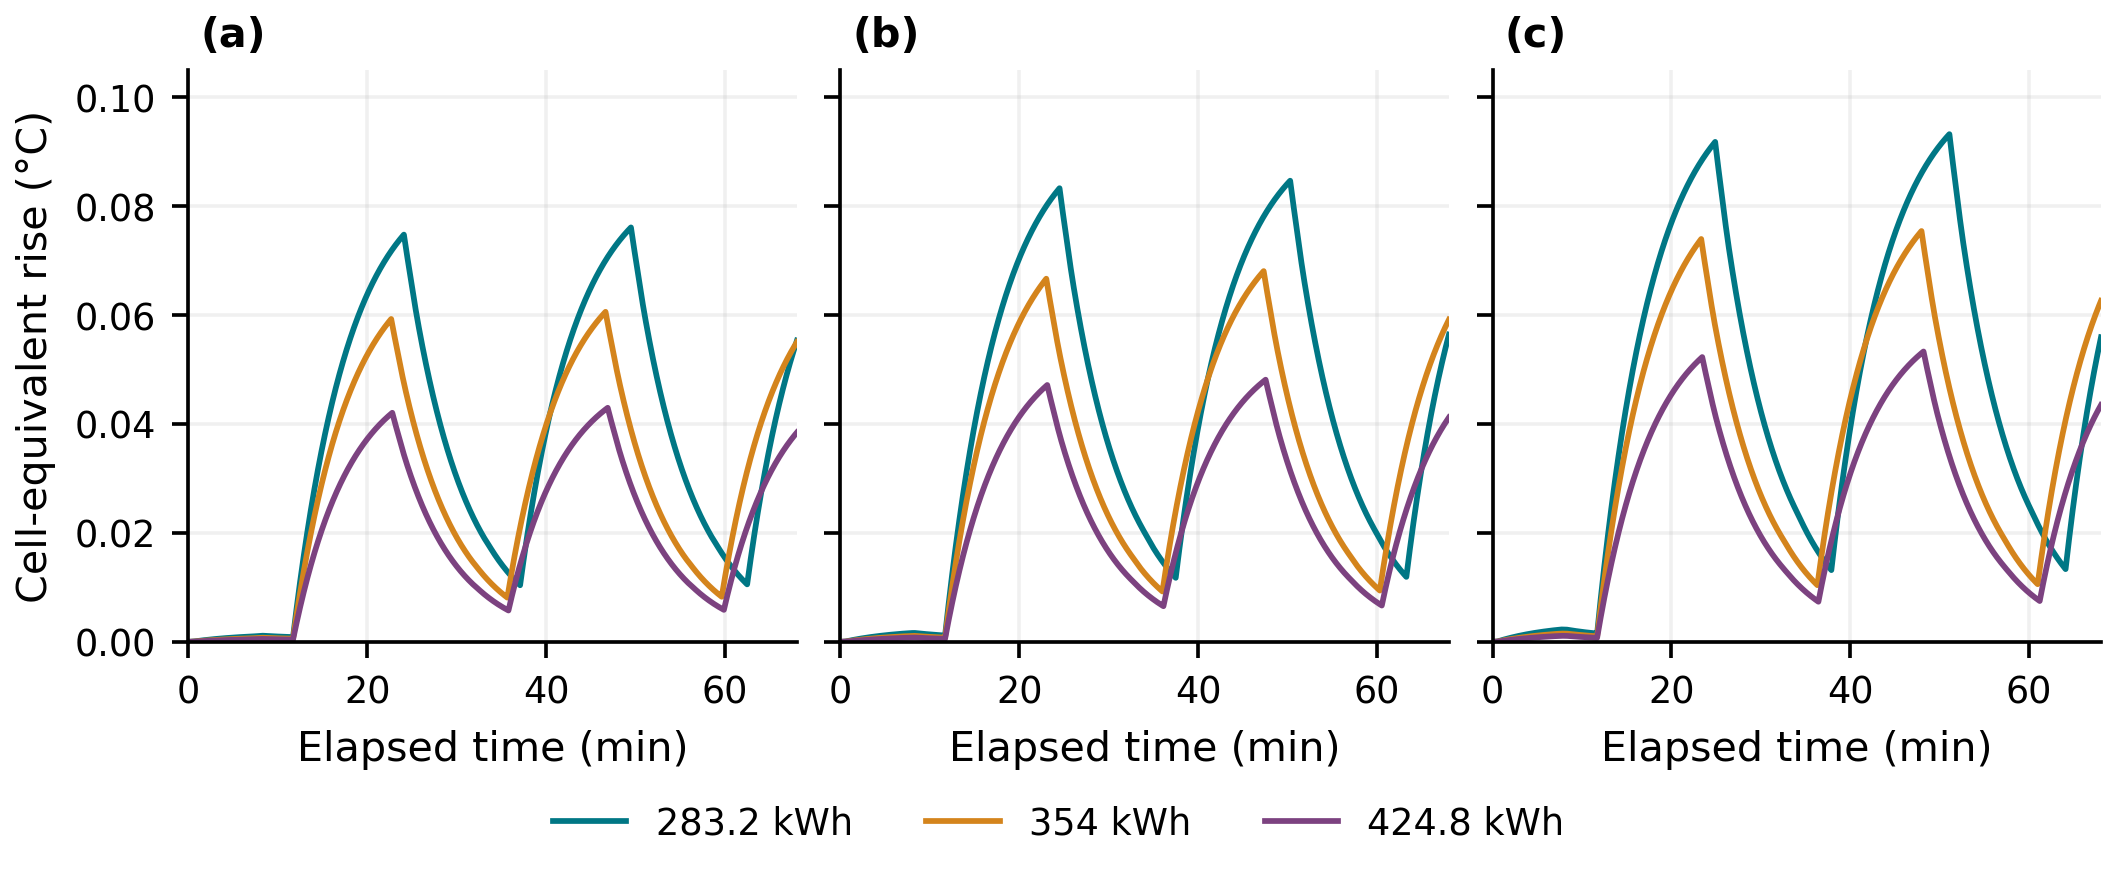 (a) (b) (c)
Cell-equivalent rise (°C)
0.10
0.08
0.06
0.04
0.02
0.00
0 20 40 60 0 20 40 60 0 20 40 60
Elapsed time (min) Elapsed time (min) Elapsed time (min)
283.2 kWh 354 kWh 424.8 kWh